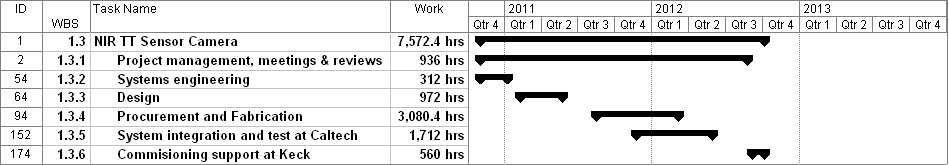 ID WBS Task Name Work 2011 2012 2013
Qtr 4 Qtr 1 Qtr 2 Qtr 3 Qtr 4 Qtr 1 Qtr 2 Qtr 3 Qtr 4 Qtr 1 Qtr 2 Qtr 3 Qtr 4
1 1.3 NIR TT Sensor Camera 7,572.4 hrs
2 1.3.1 Project management, meetings & reviews 936 hrs
54 1.3.2 Systems engineering 312 hrs
64 1.3.3 Design 972 hrs
94 1.3.4 Procurement and Fabrication 3,080.4 hrs
152 1.3.5 System integration and test at Caltech 1,712 hrs
174 1.3.6 Commisioning support at Keck 560 hrs